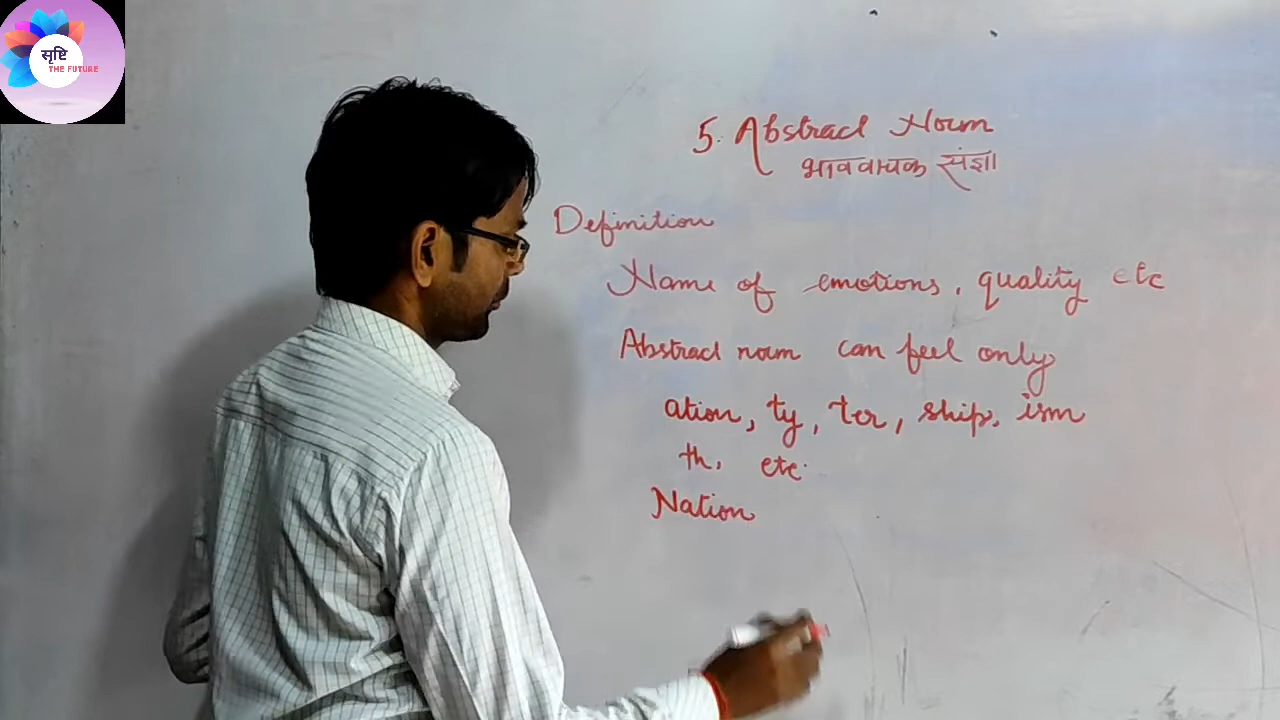 सृष्टि
THE FUTURE
5. Abstract Noun
भाववाचक संज्ञा
Definition
Name of emotions, quality etc
Abstract noun can feel only
ation, ty, ter, ship, ism
th, etc.
Nation